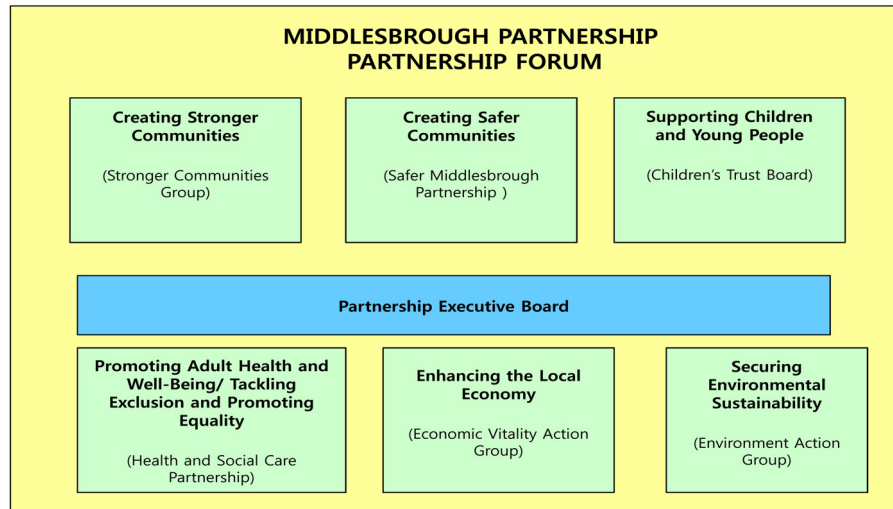 MIDDLESBROUGH PARTNERSHIP
PARTNERSHIP FORUM
Creating Stronger
Communities
(Stronger Communities
Group)
Creating Safer
Communities
(Safer Middlesbrough
Partnership )
Supporting Children
and Young People
(Children’s Trust Board)
Partnership Executive Board
Promoting Adult Health and
Well-Being/ Tackling
Exclusion and Promoting
Equality
(Health and Social Care
Partnership)
Enhancing the Local
Economy
(Economic Vitality Action
Group)
Securing
Environmental
Sustainability
(Environment Action
Group)